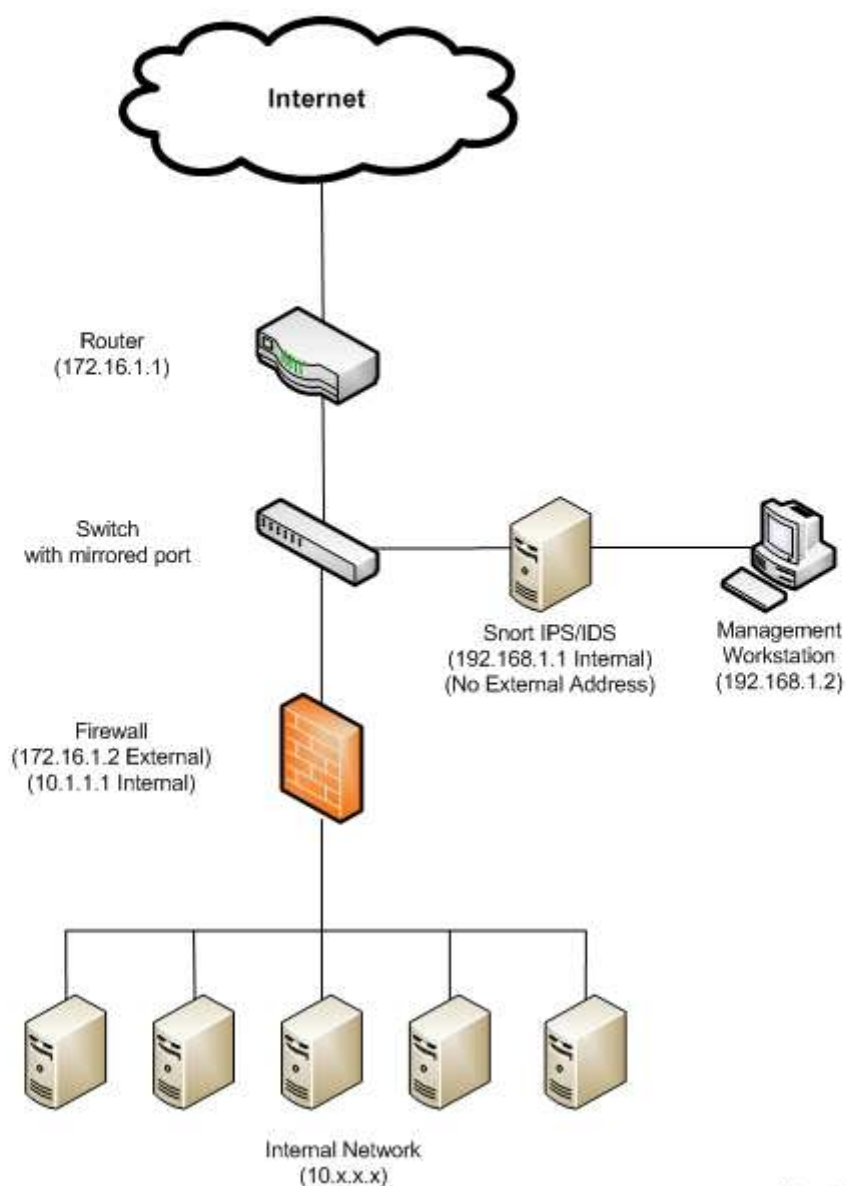 Internet
Router
(172.16.1.1)
Switch
with mirrored port
Snort IPS/IDS
(192.168.1.1 Internal)
(No External Address)
Management
Workstation
(192.168.1.2)
Firewall
(172.16.1.2 External)
(10.1.1.1 Internal)
Internal Network
(10.x.x.x)